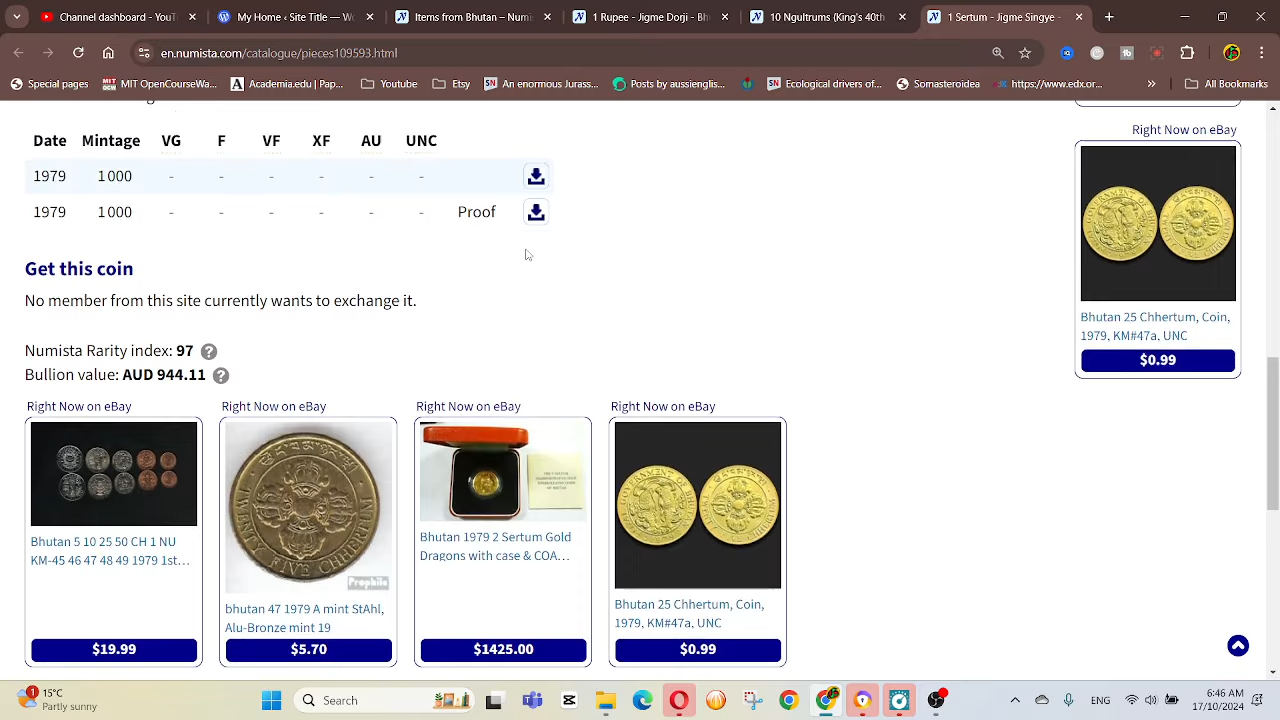 Channel dashboard - YouT
My Site — W
Items from Bhutan – Numi
1 Rupee - Jigme Dorji - Bh
10 Ngultrums (King's 40th
1 Sertum - Jigme Singye -
en.numista.com/catalogue/pieces109593.html
Special pages
MIT OpenCourseWa...
Academia.edu | Pap...
YouTube
Etsy
An enormous Jurass...
Posts by aussienglis...
Ecological drivers of...
Somateroidea
https://www.edx.or...
All Bookmarks
Date Mintage VG F VF XF AU UNC
1979 1 000 - - - - - -
1979 1 000 - - - - - - Proof
Get this coin
No member from this site currently wants to exchange it.
Numista Rarity index: 97 ?
Bullion value: AUD 944.11 ?
Right Now on eBay
Bhutan 5 10 25 50 CH 1 NU
KM-45 46 47 48 49 1979 1st...
$19.99
Right Now on eBay
TWENTY FIVE CHHERTUM
Prophila
bhutan 47 1979 A mint StAhl,
Alu-Bronze mint 19
$5.70
Right Now on eBay
Bhutan 1979 2 Sertum Gold
Dragons with case & COA...
$1425.00
Right Now on eBay
Bhutan 25 Chhertum, Coin,
1979, KM#47a, UNC
$0.99
Right Now on eBay
Bhutan 25 Chhertum, Coin,
1979, KM#47a, UNC
$0.99
1
15°C
Partly sunny
Search
ENG
6:46 AM
17/10/2024